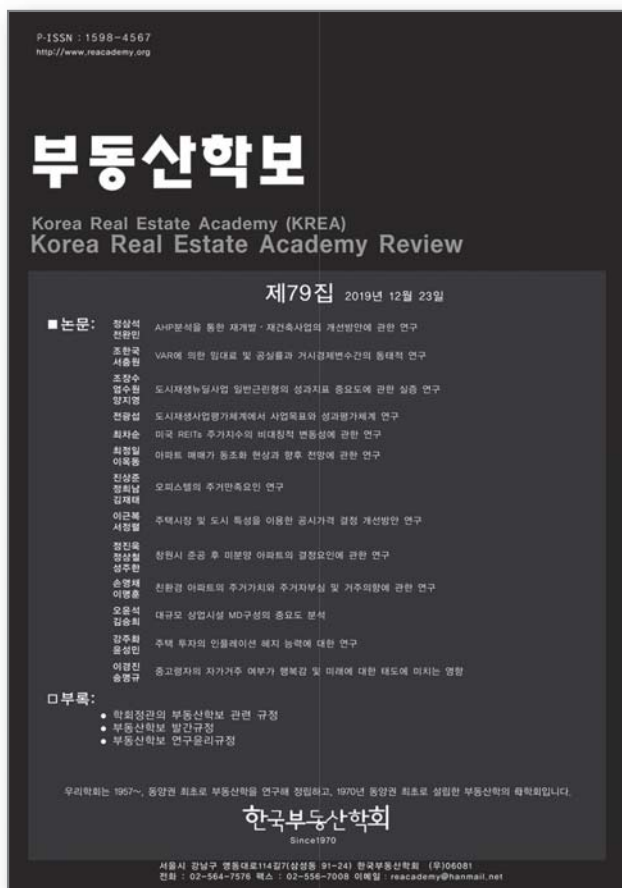 P-ISSN : 1598-4567
http://www.reacademy.org
부동산학보
Korea Real Estate Academy (KREA)
Korea Real Estate Academy Review
제79집 2019년 12월 23일
■논문:
정삼석
전완민
AHP분석을 통한 재개발·재건축사업의 개선방안에 관한 연구
조한국
서충원
VAR에 의한 임대료 및 공실률과 거시경제변수간의 동태적 연구
조장수
엄수원
양지영
도시재생뉴딜사업 일반근린형의 성과지표 중요도에 관한 실증 연구
전광섭
도시재생사업평가체계에서 사업목표와 성과평가체계 연구
최차순
미국 REITs 주가지수의 비대칭적 변동성에 관한 연구
최정일
이옥동
아파트 매매가 동조화 현상과 향후 전망에 관한 연구
진상준
정희남
김재태
오피스텔의 주거만족요인 연구
이근복
서정렬
주택시장 및 도시 특성을 이용한 공시가격 결정 개선방안 연구
정진욱
정상철
성주한
창원시 준공 후 미분양 아파트의 결정요인에 관한 연구
손영채
이명훈
친환경 아파트의 주거가치와 주거자부심 및 거주의향에 관한 연구
오윤석
김승희
대규모 상업시설 MD구성의 중요도 분석
강주화
윤성민
주택 투자의 인플레이션 헤지 능력에 대한 연구
이경진
송명규
중고령자의 자가거주 여부가 행복감 및 미래에 대한 태도에 미치는 영향
□부록:
● 학회정관의 부동산학보 관련 규정
● 부동산학보 발간규정
● 부동산학보 연구윤리규정
우리학회는 1957~, 동양권 최초로 부동산학을 연구해 정립하고, 1970년 동양권 최초로 설립한 부동산학의 母학회입니다.
한국부동산학회
Since1970
서울시 강남구 영동대로114길7(삼성동 91-24) 한국부동산학회 (우)06081
전화 : 02-564-7576 팩스 : 02-556-7008 이메일 : reacademy@hanmail.net